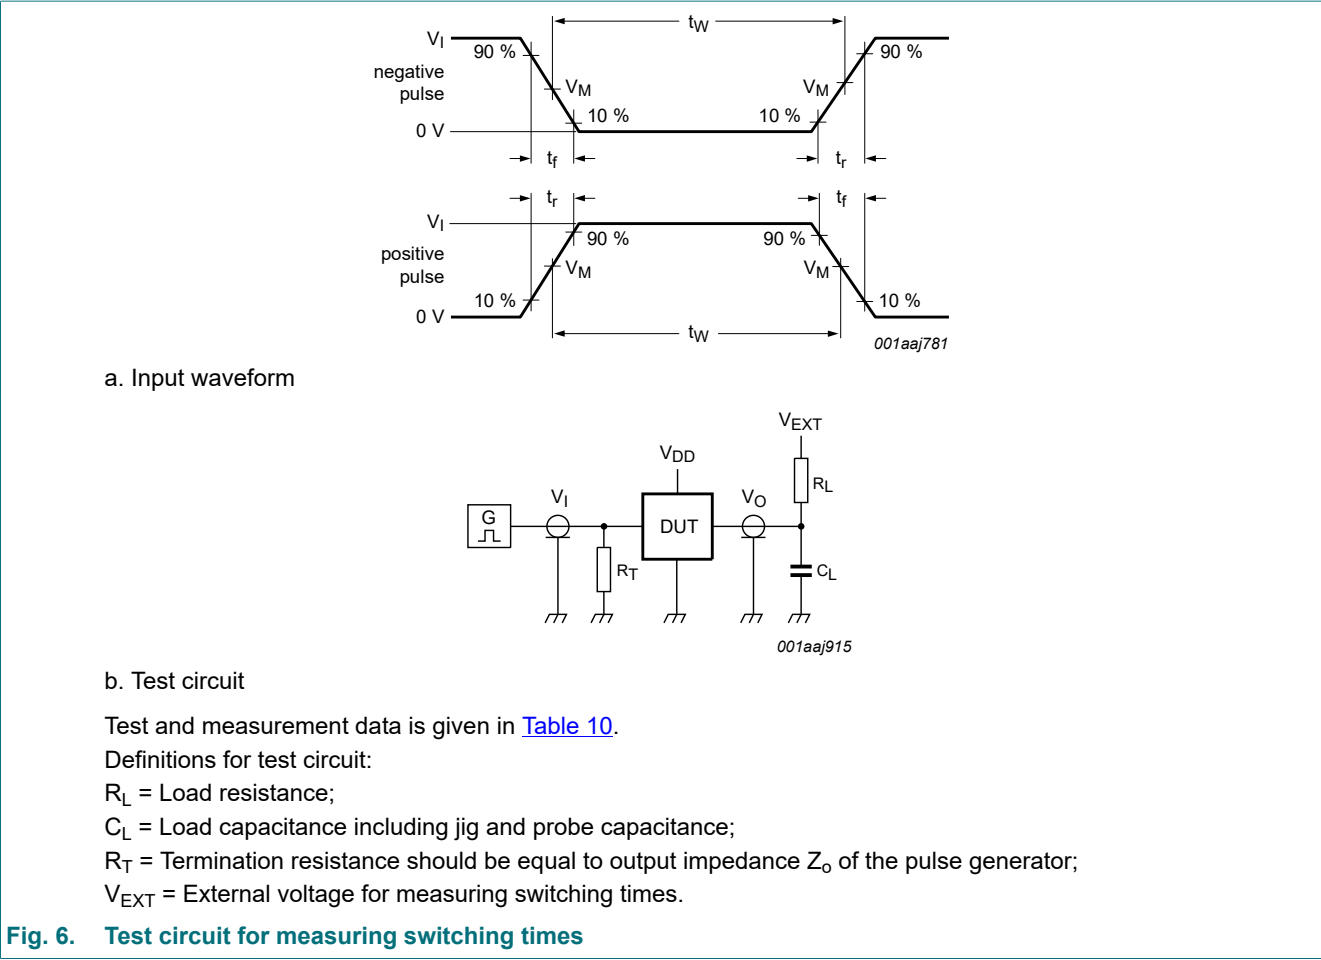 tW
VI
90 %
90 %
negative
pulse
VM
VM
10 %
10 %
0 V
tf
tr
tr
tf
VI
90 %
90 %
positive
pulse
VM
VM
10 %
10 %
0 V
tW
001aaj781
a. Input waveform
VEXT
VDD
RL
VI
VO
G
DUT
RT
CL
001aaj915
b. Test circuit
Test and measurement data is given in Table 10.
Definitions for test circuit:
RL = Load resistance;
CL = Load capacitance including jig and probe capacitance;
RT = Termination resistance should be equal to output impedance Zo of the pulse generator;
VEXT = External voltage for measuring switching times.
Fig. 6. Test circuit for measuring switching times